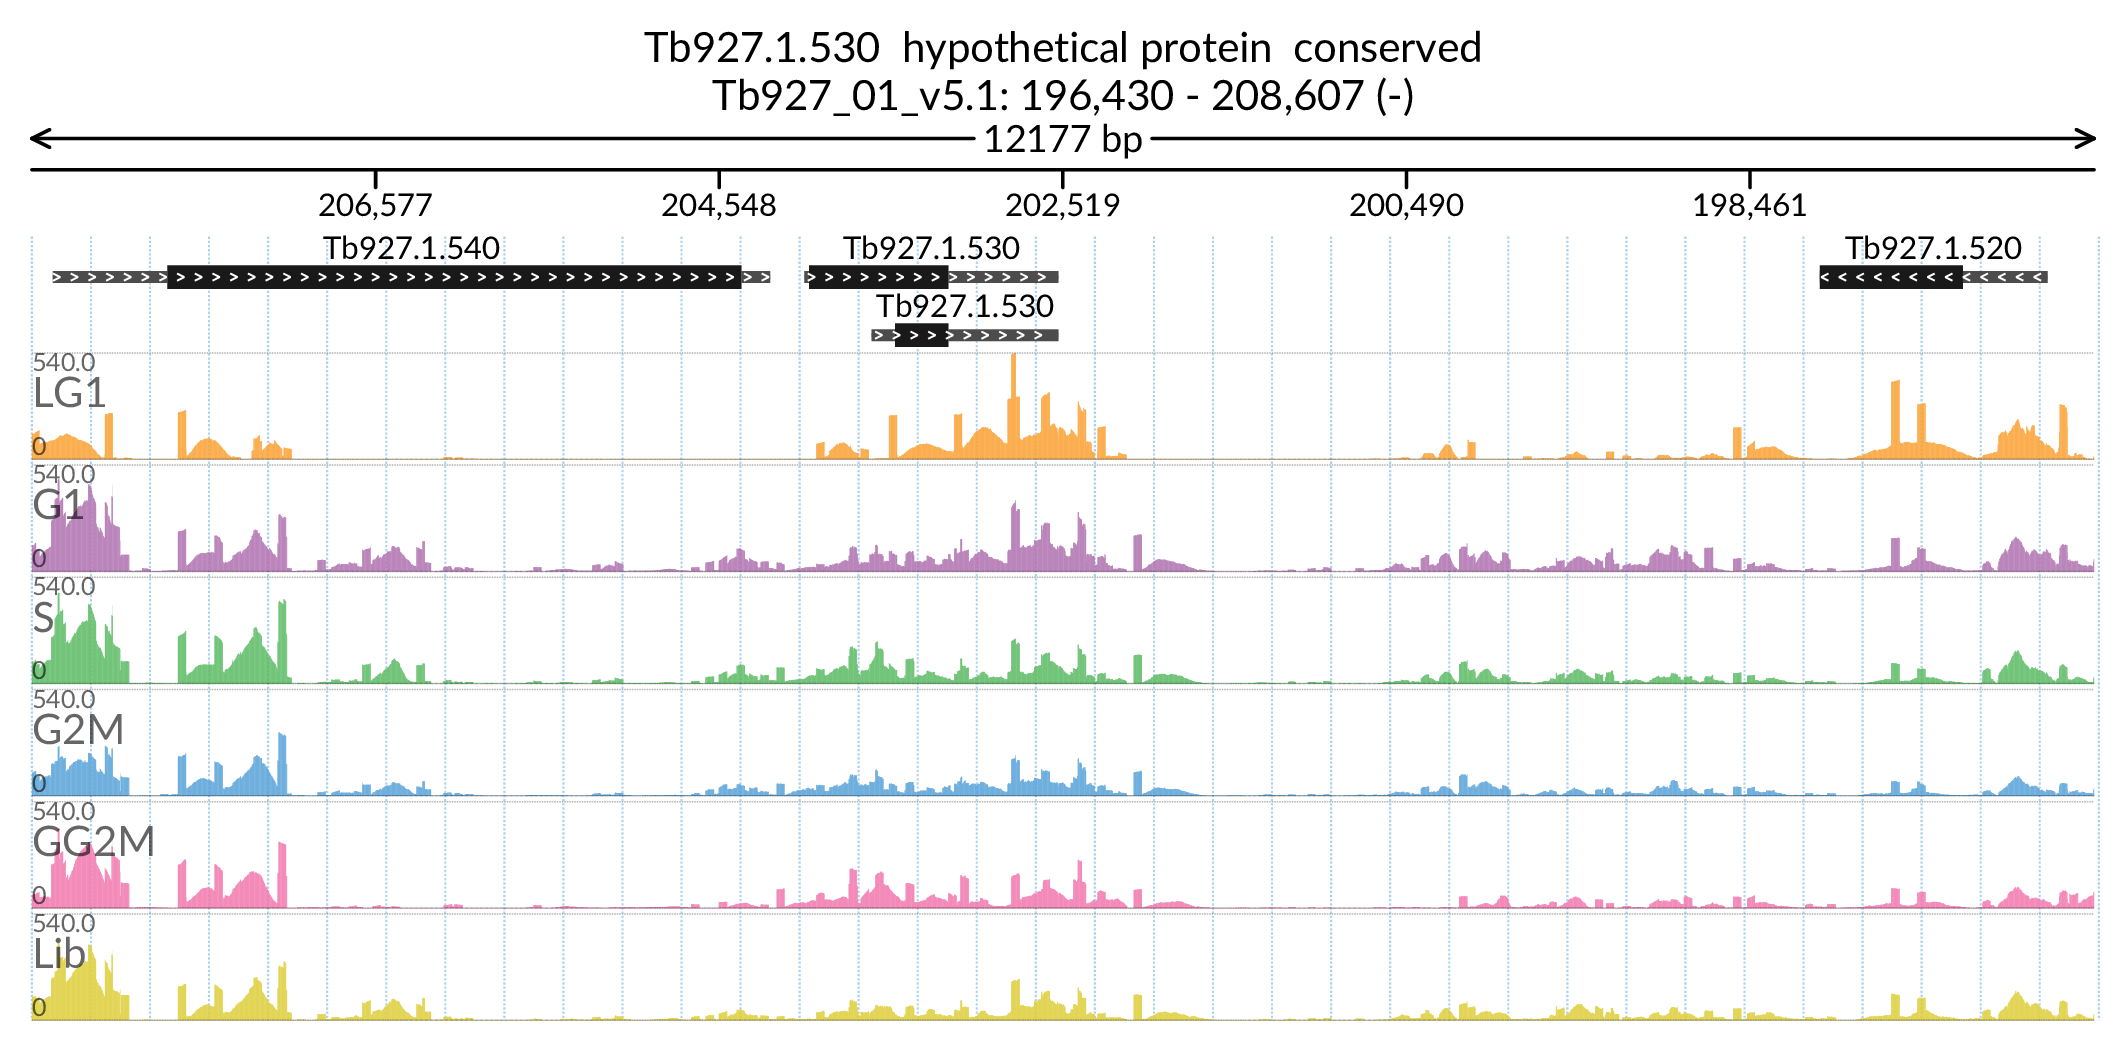 Tb927.1.530  hypothetical protein  conserved
Tb927_01_v5.1: 196,430 - 208,607 (-)
12177 bp
206,577 204,548 202,519 200,490 198,461
Tb927.1.540 Tb927.1.530 Tb927.1.520
Tb927.1.530
540.0
LG1
0
540.0
G1
0
540.0
S
0
540.0
G2M
0
540.0
GG2M
0
540.0
Lib
0